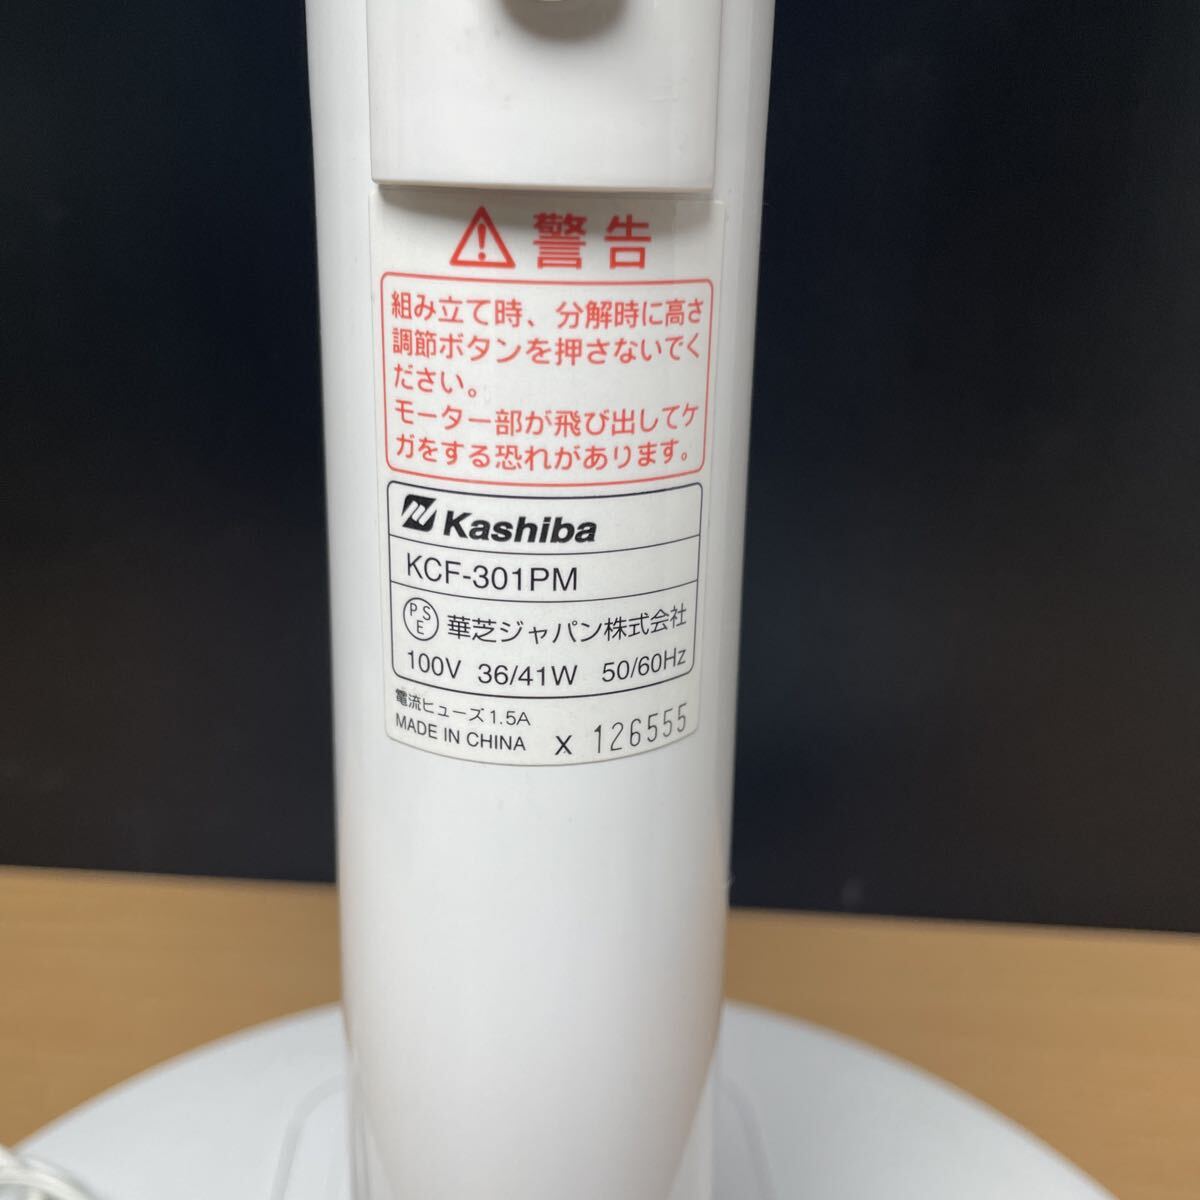 警告
組み立て時、分解時に高さ
調節ボタンを押さないでく
ださい。
モーター部が飛び出してケ
ガをする恐れがあります。
Kashiba
KCF-301PM
PSE 華芝ジャパン株式会社
100V 36/41W 50/60Hz
電流ヒューズ1.5A
MADE IN CHINA X 126555